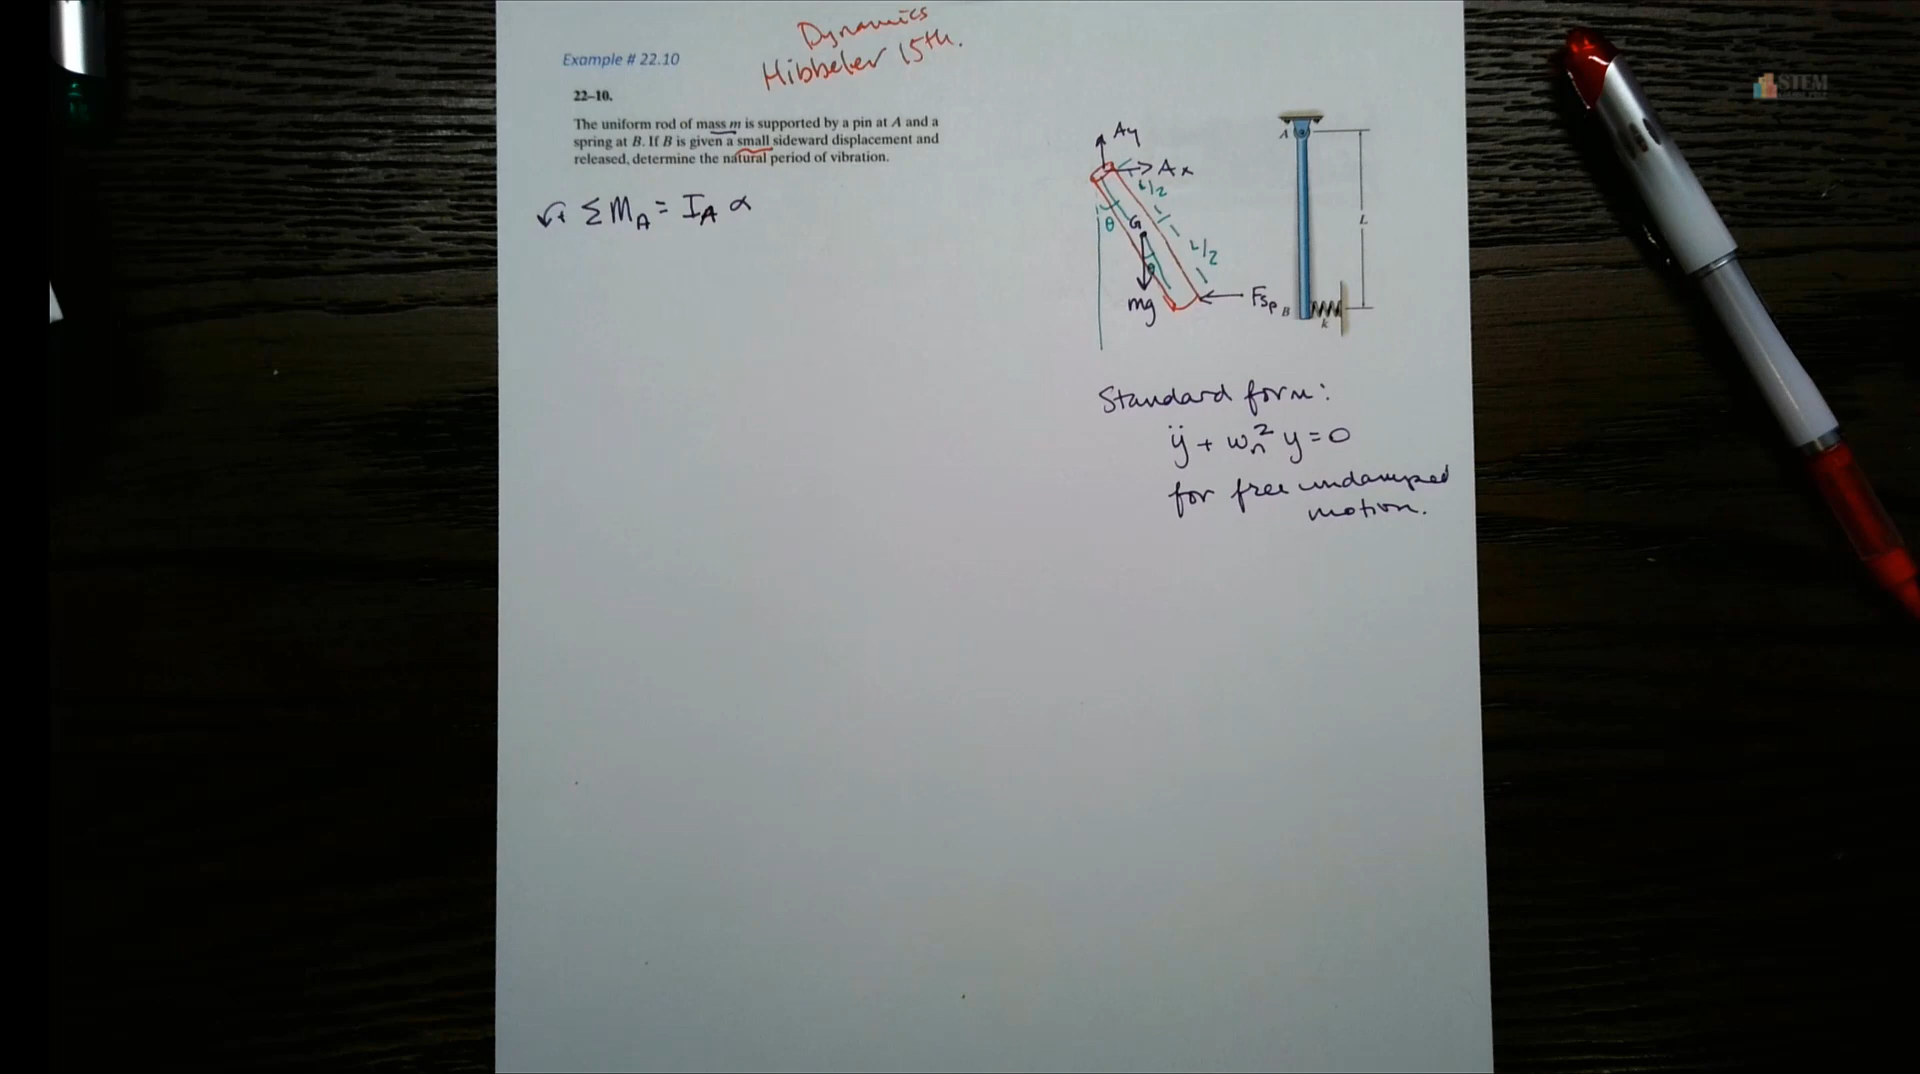 Dynamics
Hibbeler 15th.
Example # 22.10
22–10.
The uniform rod of mass m is supported by a pin at A and a
spring at B. If B is given a small sideward displacement and
released, determine the natural period of vibration.
↶+ ΣM_A = I_A α
Ay
Ax
L/2
θ
G
L/2
θ
mg
Fsp
A
L
B
k
Standard form:
ÿ + ωn² y = 0
for free undamped
motion.
STEM